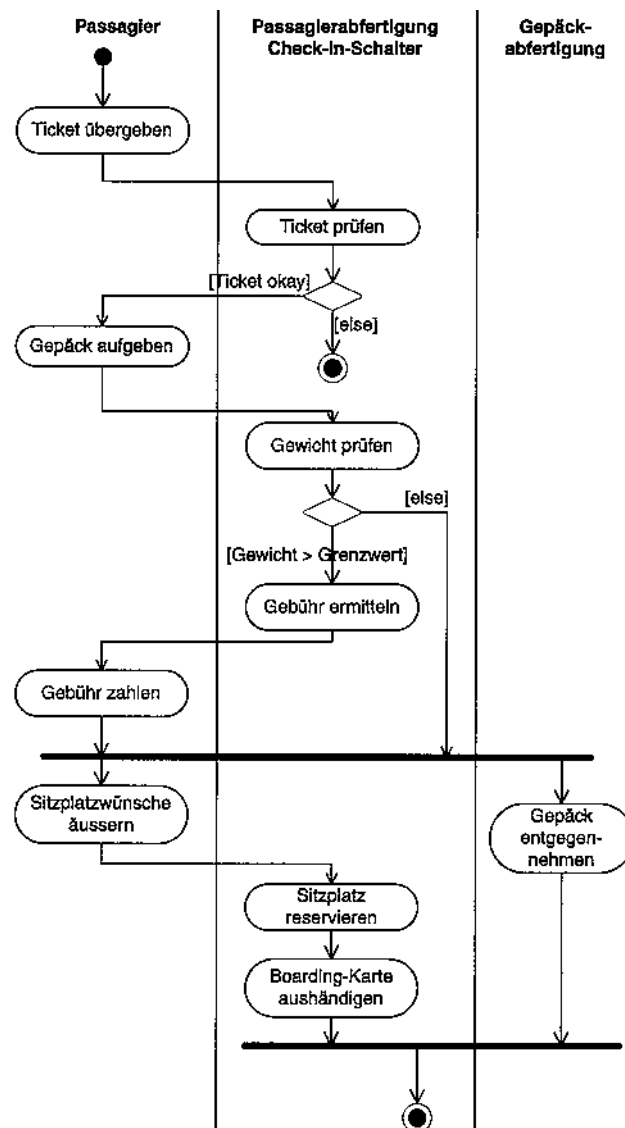 Passagier
Passagierabfertigung
Check-In-Schalter
Gepäck-
abfertigung
Ticket übergeben
Ticket prüfen
[Ticket okay]
[else]
Gepäck aufgeben
Gewicht prüfen
[else]
[Gewicht > Grenzwert]
Gebühr ermitteln
Gebühr zahlen
Sitzplatzwünsche
äussern
Gepäck
entgegen-
nehmen
Sitzplatz
reservieren
Boarding-Karte
aushändigen